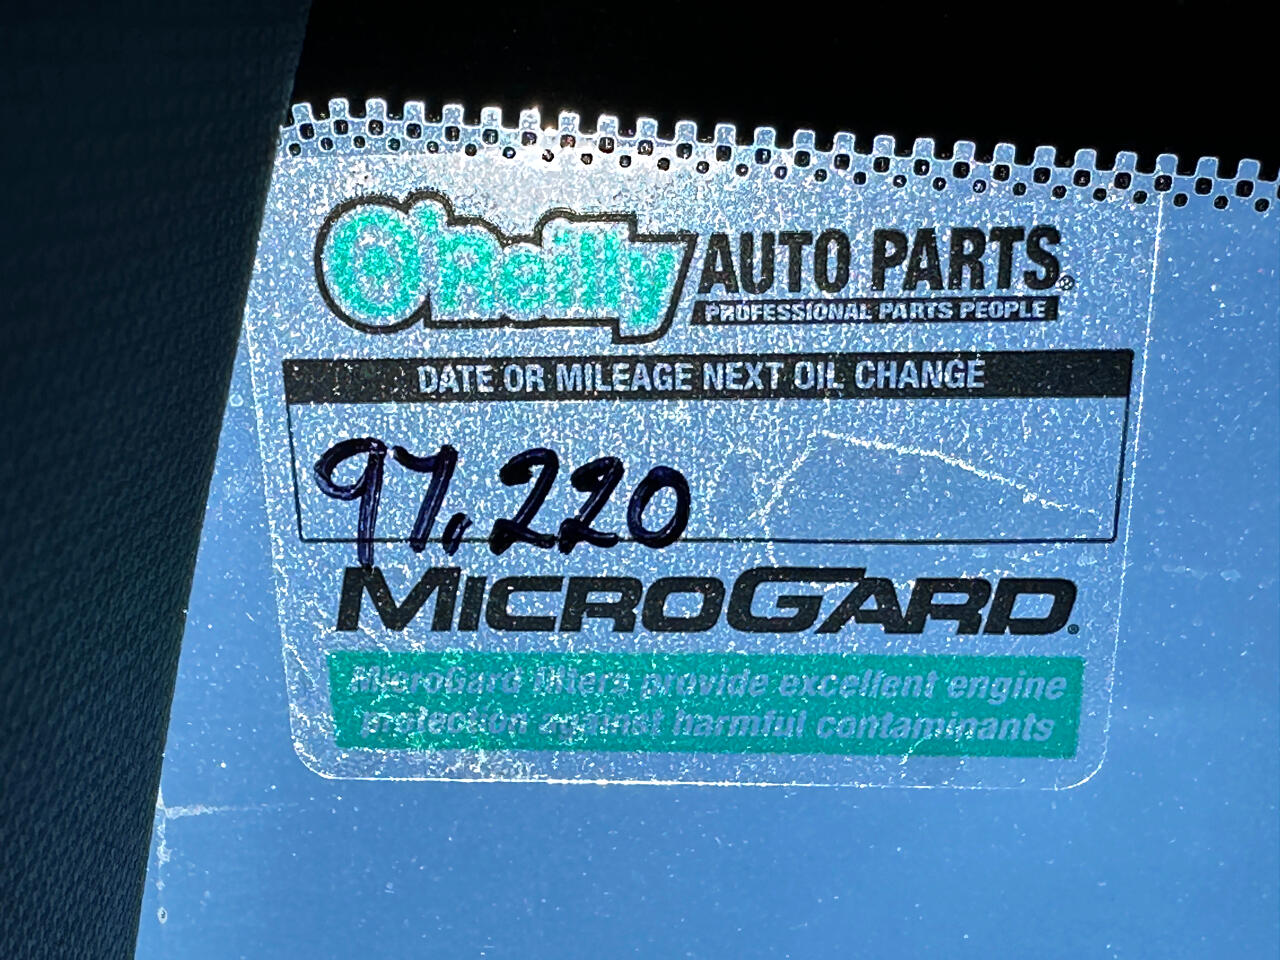 O'Reilly AUTO PARTS®
PROFESSIONAL PARTS PEOPLE
DATE OR MILEAGE NEXT OIL CHANGE
97,220
MICROGARD®
MicroGard filters provide excellent engine
protection against harmful contaminants